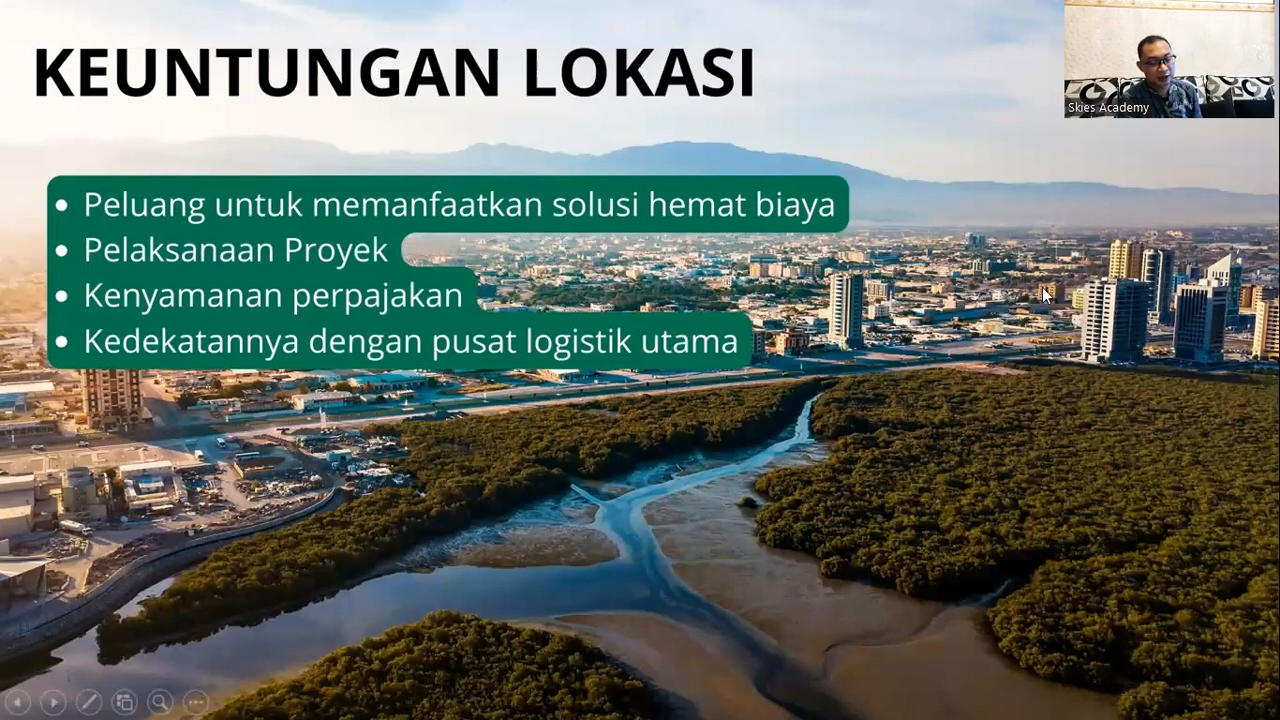 KEUNTUNGAN LOKASI
Skies Academy
Peluang untuk memanfaatkan solusi hemat biaya
Pelaksanaan Proyek
Kenyamanan perpajakan
Kedekatannya dengan pusat logistik utama